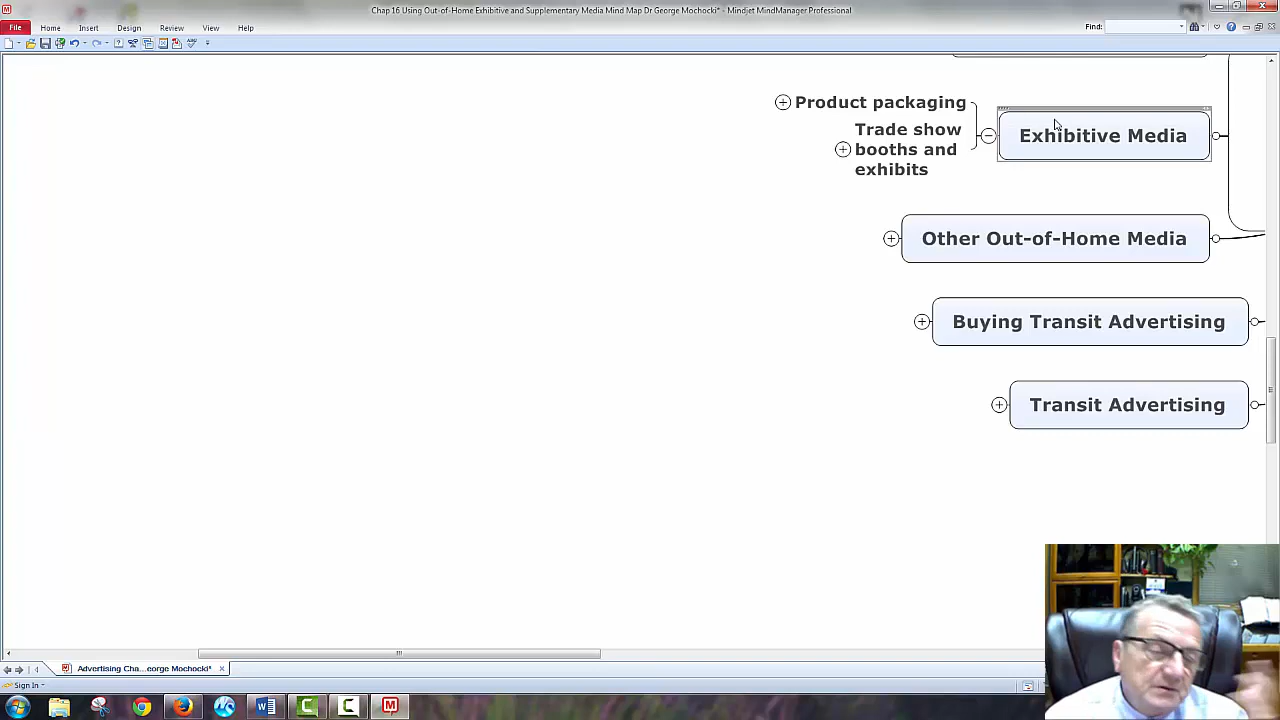 Chap 16 Using Out-of-Home Exhibitive and Supplementary Media Mind Map Dr George Mochocki* - Mindjet MindManager Professional
File Home Insert Design Review View Help
Find:
Product packaging
Trade show
booths and
exhibits
Exhibitive Media
Other Out-of-Home Media
Buying Transit Advertising
Transit Advertising
Advertising Cha...eorge Mochocki*
Sign In